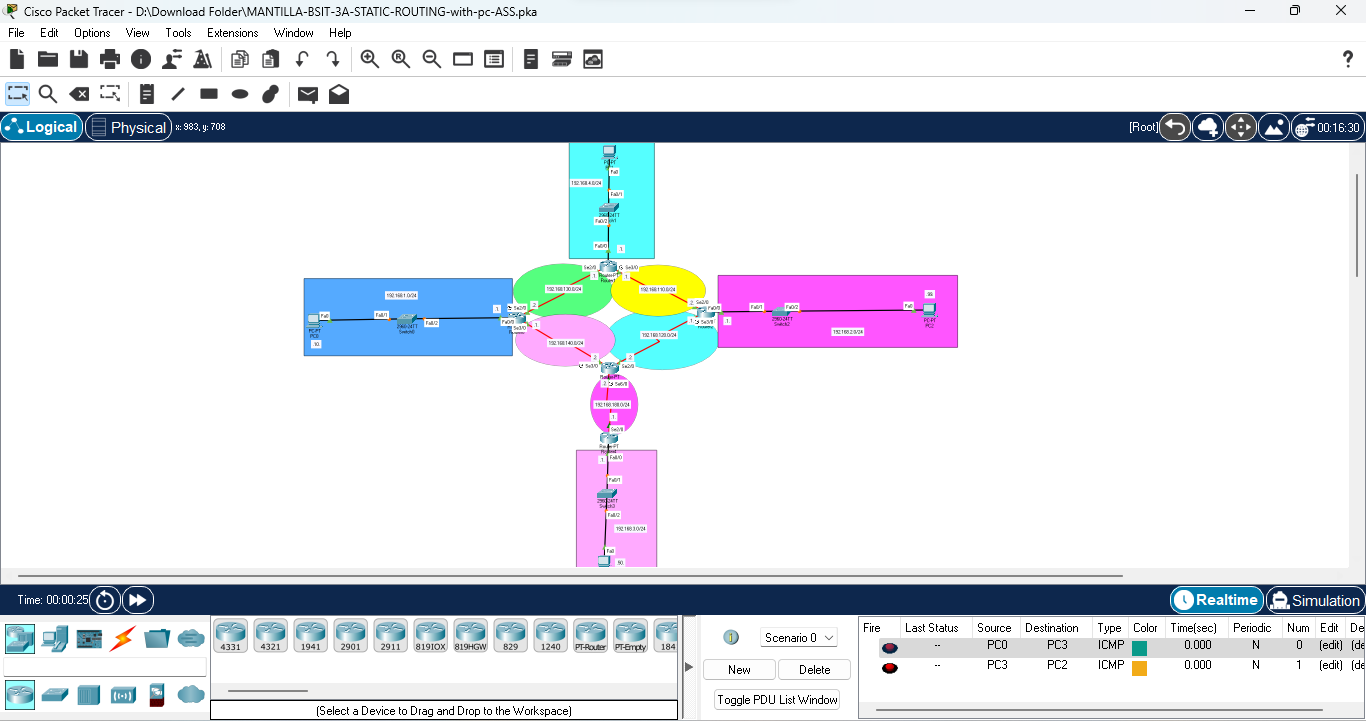 Cisco Packet Tracer - D:\Download Folder\MANTILLA-BSIT-3A-STATIC-ROUTING-with-pc-ASS.pka
File Edit Options View Tools Extensions Window Help
Logical Physical x: 983, y: 708 [Root] 00:16:30
PC-PT
Fa0
192.168.4.0/24
Fa0/1
2960-24TT
Fa0/2
Fa0/0 1.
Se2/0 Se3/0
1. Router-PT 1.
Router1
192.168.130.0/24 192.168.110.0/24
192.168.1.0/24
99.
1. Se2/0 2. 2. Se2/0 Fa0/0 Fa0/1 Fa0/2 Fa0
Fa0 Fa0/1 2960-24TT Fa0/2 Fa0/0 Se3/0 1. 1. Se3/0 1. 2960-24TT PC-PT
PC-PT Switch0 Switch2 PC2
PC0
192.168.120.0/24 192.168.2.0/24
10. 192.168.140.0/24
2. 2.
Se3/0 Se2/0
Router-PT
2. Se6/0
192.168.188.0/24
1.
Se2/0
Router-PT
1. Fa0/0
Fa0/1
2960-24TT
Switch3
Fa0/2
192.168.3.0/24
Fa0
90.
Time: 00:00:25 Realtime Simulation
4331 4321 1941 2901 2911 819IOX 819HGW 829 1240 PT-Router PT-Empty 184
(Select a Device to Drag and Drop to the Workspace)
Scenario 0
New Delete
Toggle PDU List Window
Fire Last Status Source Destination Type Color Time(sec) Periodic Num Edit De
-- PC0 PC3 ICMP 0.000 N 0 (edit) (de
-- PC3 PC2 ICMP 0.000 N 1 (edit) (de